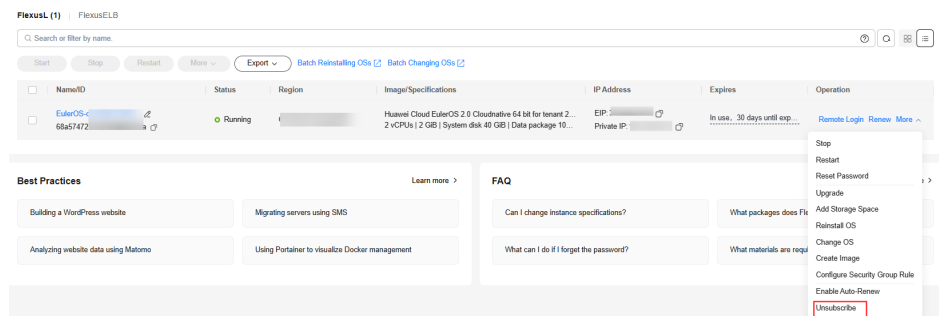 FlexusL (1) FlexusELB
Search or filter by name.
Start Stop Restart More Export Batch Reinstalling OSs Batch Changing OSs
Name/ID Status Region Image/Specifications IP Address Expires Operation
EulerOS- Running Huawei Cloud EulerOS 2.0 Cloudnative 64 bit for tenant 2... EIP: In use, 30 days until exp... Remote Login Renew More
68a57472 2 vCPUs | 2 GiB | System disk 40 GiB | Data package 10... Private IP:
Stop
Restart
Reset Password
Upgrade
Add Storage Space
Reinstall OS
Change OS
Create Image
Configure Security Group Rule
Enable Auto-Renew
Unsubscribe
Best Practices Learn more >
Building a WordPress website Migrating servers using SMS
Analyzing website data using Matomo Using Portainer to visualize Docker management
FAQ
Can I change instance specifications? What packages does Fle
What can I do if I forget the password? What materials are requi